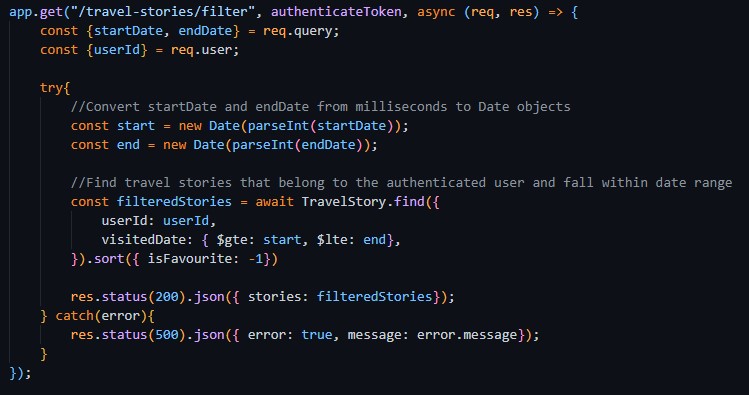 app.get("/travel-stories/filter", authenticateToken, async (req, res) => {
    const {startDate, endDate} = req.query;
    const {userId} = req.user;

    try{
        //Convert startDate and endDate from milliseconds to Date objects
        const start = new Date(parseInt(startDate));
        const end = new Date(parseInt(endDate));

        //Find travel stories that belong to the authenticated user and fall within date range
        const filteredStories = await TravelStory.find({
            userId: userId,
            visitedDate: { $gte: start, $lte: end},
        }).sort({ isFavourite: -1})

        res.status(200).json({ stories: filteredStories});
    } catch(error){
        res.status(500).json({ error: true, message: error.message});
    }
});